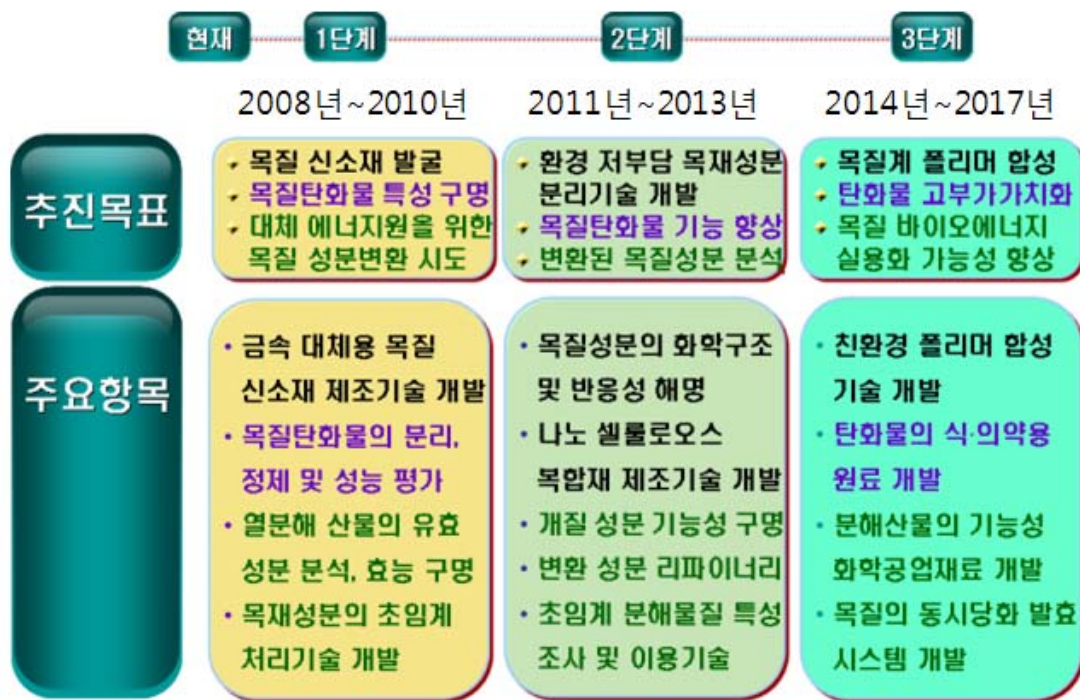 현재
1단계
2단계
3단계
2008년~2010년
2011년~2013년
2014년~2017년
추진목표
목질 신소재 발굴
목질탄화물 특성 구명
대체 에너지원을 위한
목질 성분변환 시도
환경 저부담 목재성분
분리기술 개발
목질탄화물 기능 향상
변환된 목질성분 분석
목질계 폴리머 합성
탄화물 고부가가치화
목질 바이오에너지
실용화 가능성 향상
주요항목
• 금속 대체용 목질
신소재 제조기술 개발
• 목질탄화물의 분리,
정제 및 성능 평가
• 열분해 산물의 유효
성분 분석, 효능 구명
• 목재성분의 초임계
처리기술 개발
• 목질성분의 화학구조
및 반응성 해명
• 나노 셀룰로오스
복합재 제조기술 개발
• 개질 성분 기능성 구명
• 변환 성분 리파이너리
• 초임계 분해물질 특성
조사 및 이용기술
• 친환경 폴리머 합성
기술 개발
• 탄화물의 식·의약용
원료 개발
• 분해산물의 기능성
화학공업재료 개발
• 목질의 동시당화 발효
시스템 개발